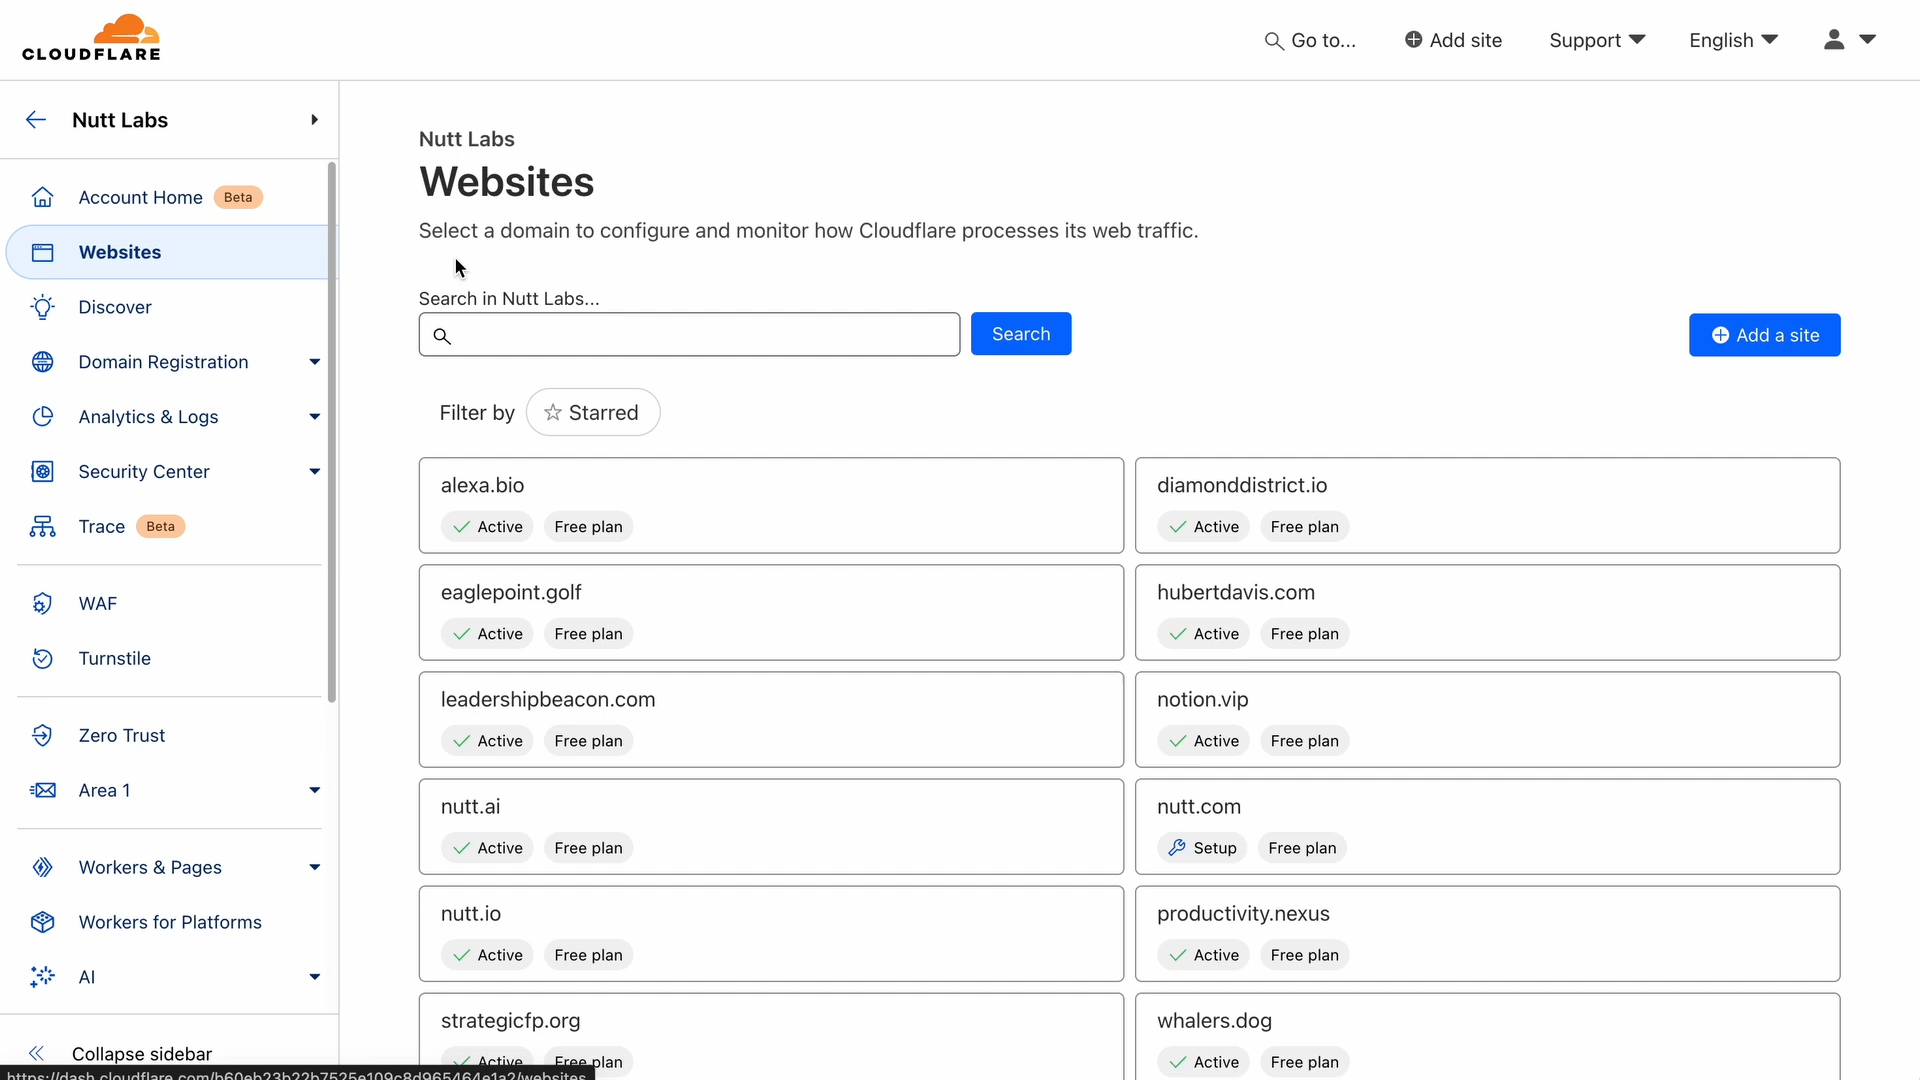 CLOUDFLARE
Go to...
Add site
Support
English
Nutt Labs
Account Home Beta
Websites
Discover
Domain Registration
Analytics & Logs
Security Center
Trace Beta
WAF
Turnstile
Zero Trust
Area 1
Workers & Pages
Workers for Platforms
AI
Collapse sidebar
Nutt Labs
Websites
Select a domain to configure and monitor how Cloudflare processes its web traffic.
Search in Nutt Labs...
Search
Add a site
Filter by Starred
alexa.bio
Active Free plan
diamonddistrict.io
Active Free plan
eaglepoint.golf
Active Free plan
hubertdavis.com
Active Free plan
leadershipbeacon.com
Active Free plan
notion.vip
Active Free plan
nutt.ai
Active Free plan
nutt.com
Setup Free plan
nutt.io
Active Free plan
productivity.nexus
Active Free plan
strategicfp.org
Active Free plan
whalers.dog
Active Free plan